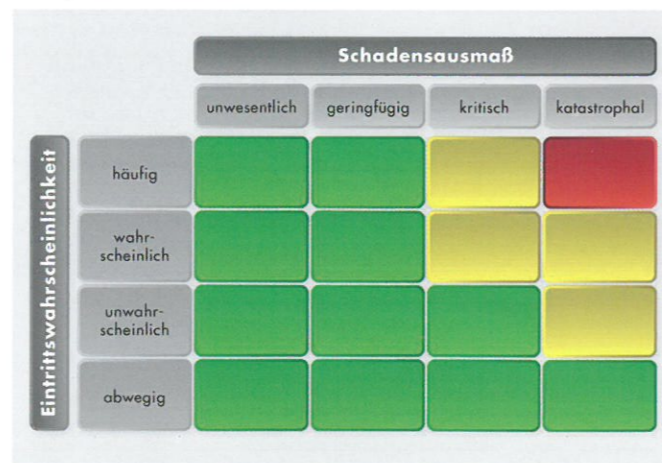 Schadensausmaß
unwesentlich
geringfügig
kritisch
katastrophal
Eintrittswahrscheinlichkeit
häufig
wahr-
scheinlich
unwahr-
scheinlich
abwegig